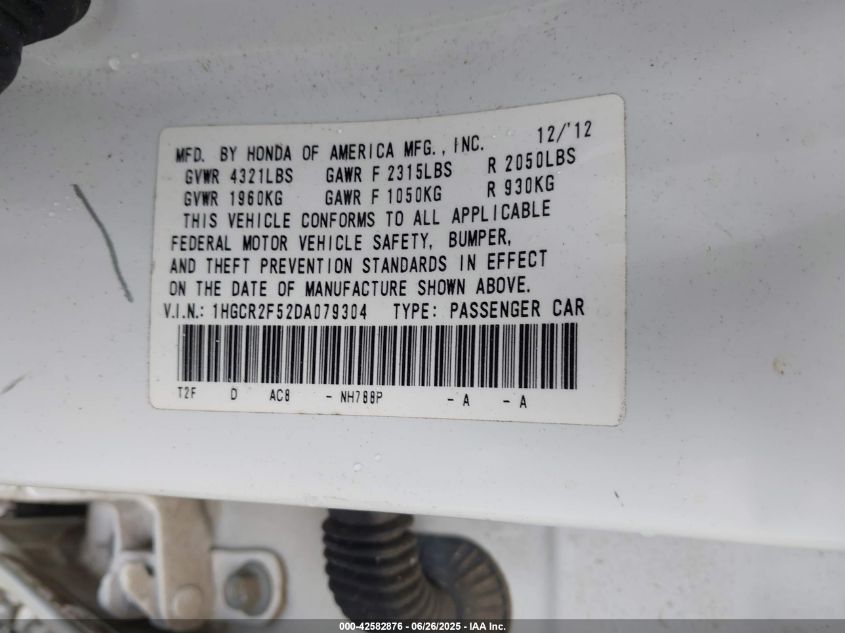 MFD. BY HONDA OF AMERICA MFG., INC. 12/'12
GVWR 4321LBS GAWR F 2315LBS R 2050LBS
GVWR 1960KG GAWR F 1050KG R 930KG
THIS VEHICLE CONFORMS TO ALL APPLICABLE
FEDERAL MOTOR VEHICLE SAFETY, BUMPER,
AND THEFT PREVENTION STANDARDS IN EFFECT
ON THE DATE OF MANUFACTURE SHOWN ABOVE.
V.I.N.: 1HGCR2F52DA079304 TYPE: PASSENGER CAR
T2F D AC8 - NH788P - A - A
000-42582876 - 06/26/2025 - IAA Inc.